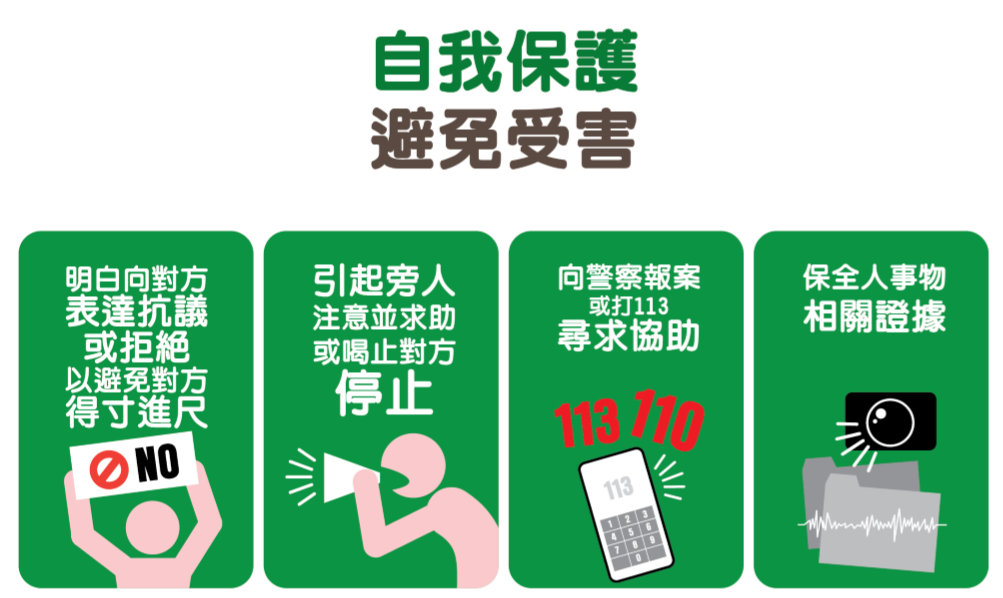 自我保護
避免受害
明白向對方
表達抗議
或拒絕
以避免對方
得寸進尺
NO
引起旁人
注意並求助
或喝止對方
停止
向警察報案
或打113
尋求協助
113 110
113
1 2 3
4 5 6
7 8 9
0
保全人事物
相關證據